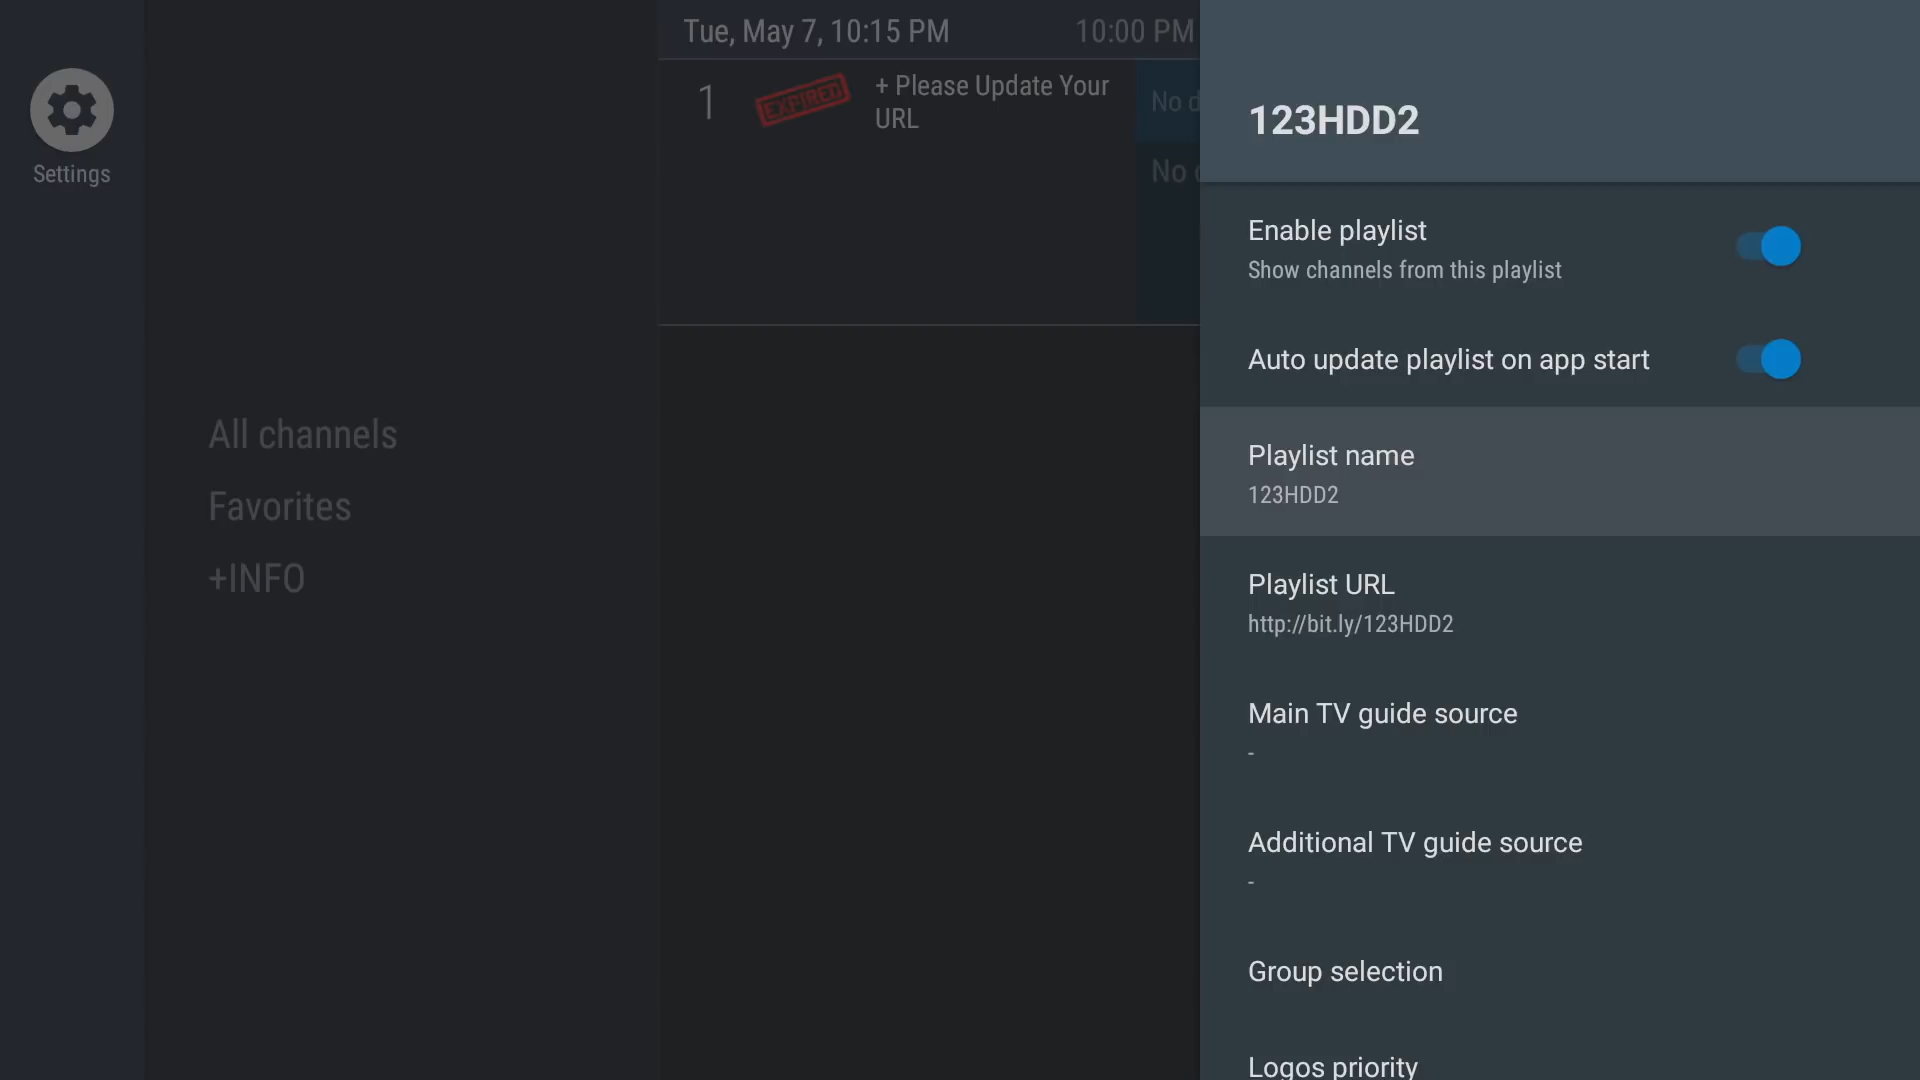 Settings
All channels
Favorites
+INFO
Tue, May 7, 10:15 PM
10:00 PM
1
EXPIRED
+ Please Update Your
URL
No
No
123HDD2
Enable playlist
Show channels from this playlist
Auto update playlist on app start
Playlist name
123HDD2
Playlist URL
http://bit.ly/123HDD2
Main TV guide source
-
Additional TV guide source
-
Group selection
Logos priority